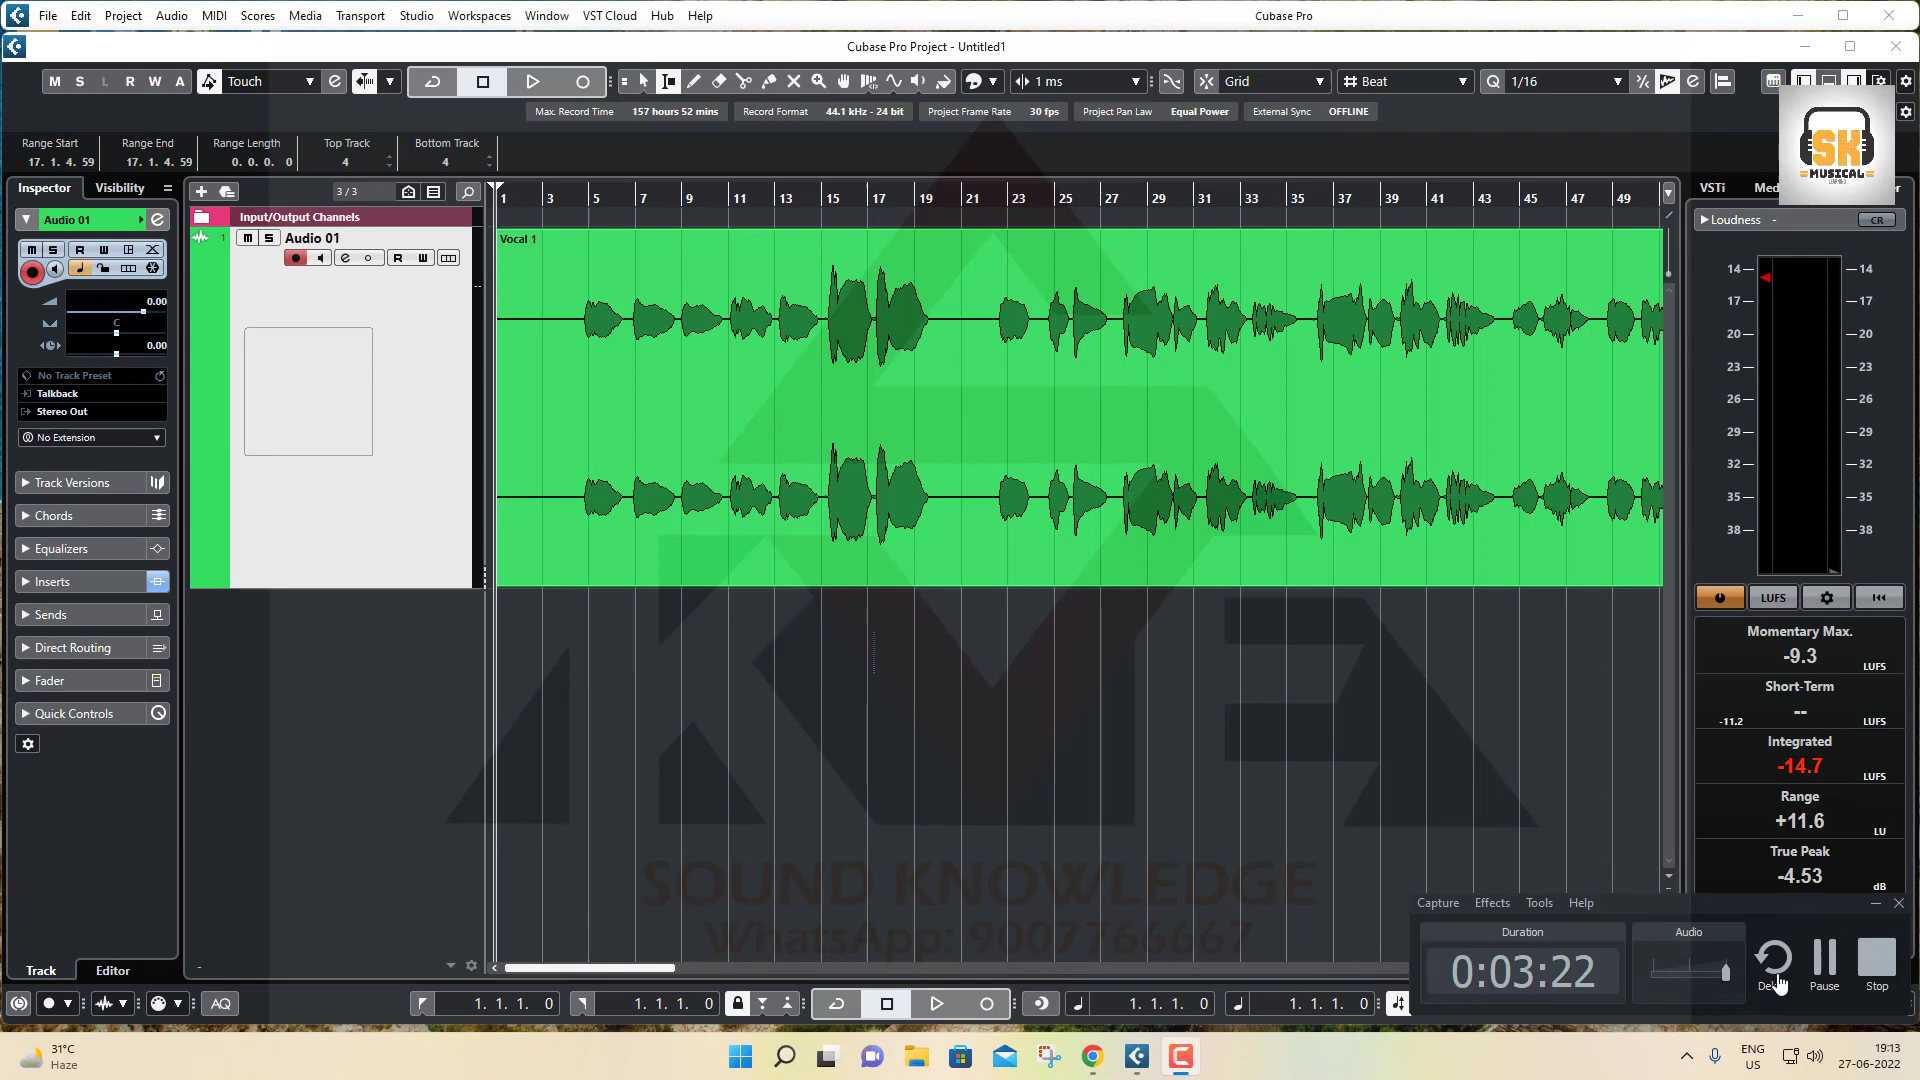 File Edit Project Audio MIDI Scores Media Transport Studio Workspaces Window VST Cloud Hub Help Cubase Pro
Cubase Pro Project - Untitled1
M S L R W A Touch 1 ms Grid Beat Q 1/16
Max. Record Time 157 hours 52 mins Record Format 44.1 kHz - 24 bit Project Frame Rate 30 fps Project Pan Law Equal Power External Sync OFFLINE
Range Start Range End Range Length Top Track Bottom Track
17. 1. 4. 59 17. 1. 4. 59 0. 0. 0. 0 4 4
SK
MUSICAL
Inspector Visibility 3 / 3 1 3 5 7 9 11 13 15 17 19 21 23 25 27 29 31 33 35 37 39 41 43 45 47 49 VSTi
Audio 01 e Input/Output Channels Loudness - CR
1 M S Audio 01 Vocal 1
M S R W
R W
0.00
C
0.00
No Track Preset
Talkback
Stereo Out
No Extension
Track Versions
Chords
Equalizers
Inserts
Sends
Direct Routing
Fader
Quick Controls
14 14
17 17
20 20
23 23
26 26
29 29
32 32
35 35
38 38
LUFS
Momentary Max.
-9.3 LUFS
Short-Term
-11.2 -- LUFS
Integrated
-14.7 LUFS
Range
+11.6 LU
True Peak
-4.53 dB
SKMFA
SOUND KNOWLEDGE
WhatsApp: 9007766667
Capture Effects Tools Help
Duration Audio
0:03:22
Pause Stop
Track Editor
AQ 1. 1. 1. 0 1. 1. 1. 0 1. 1. 1. 0 1. 1. 1. 0
31°C
Haze
ENG
US
19:13
27-06-2022